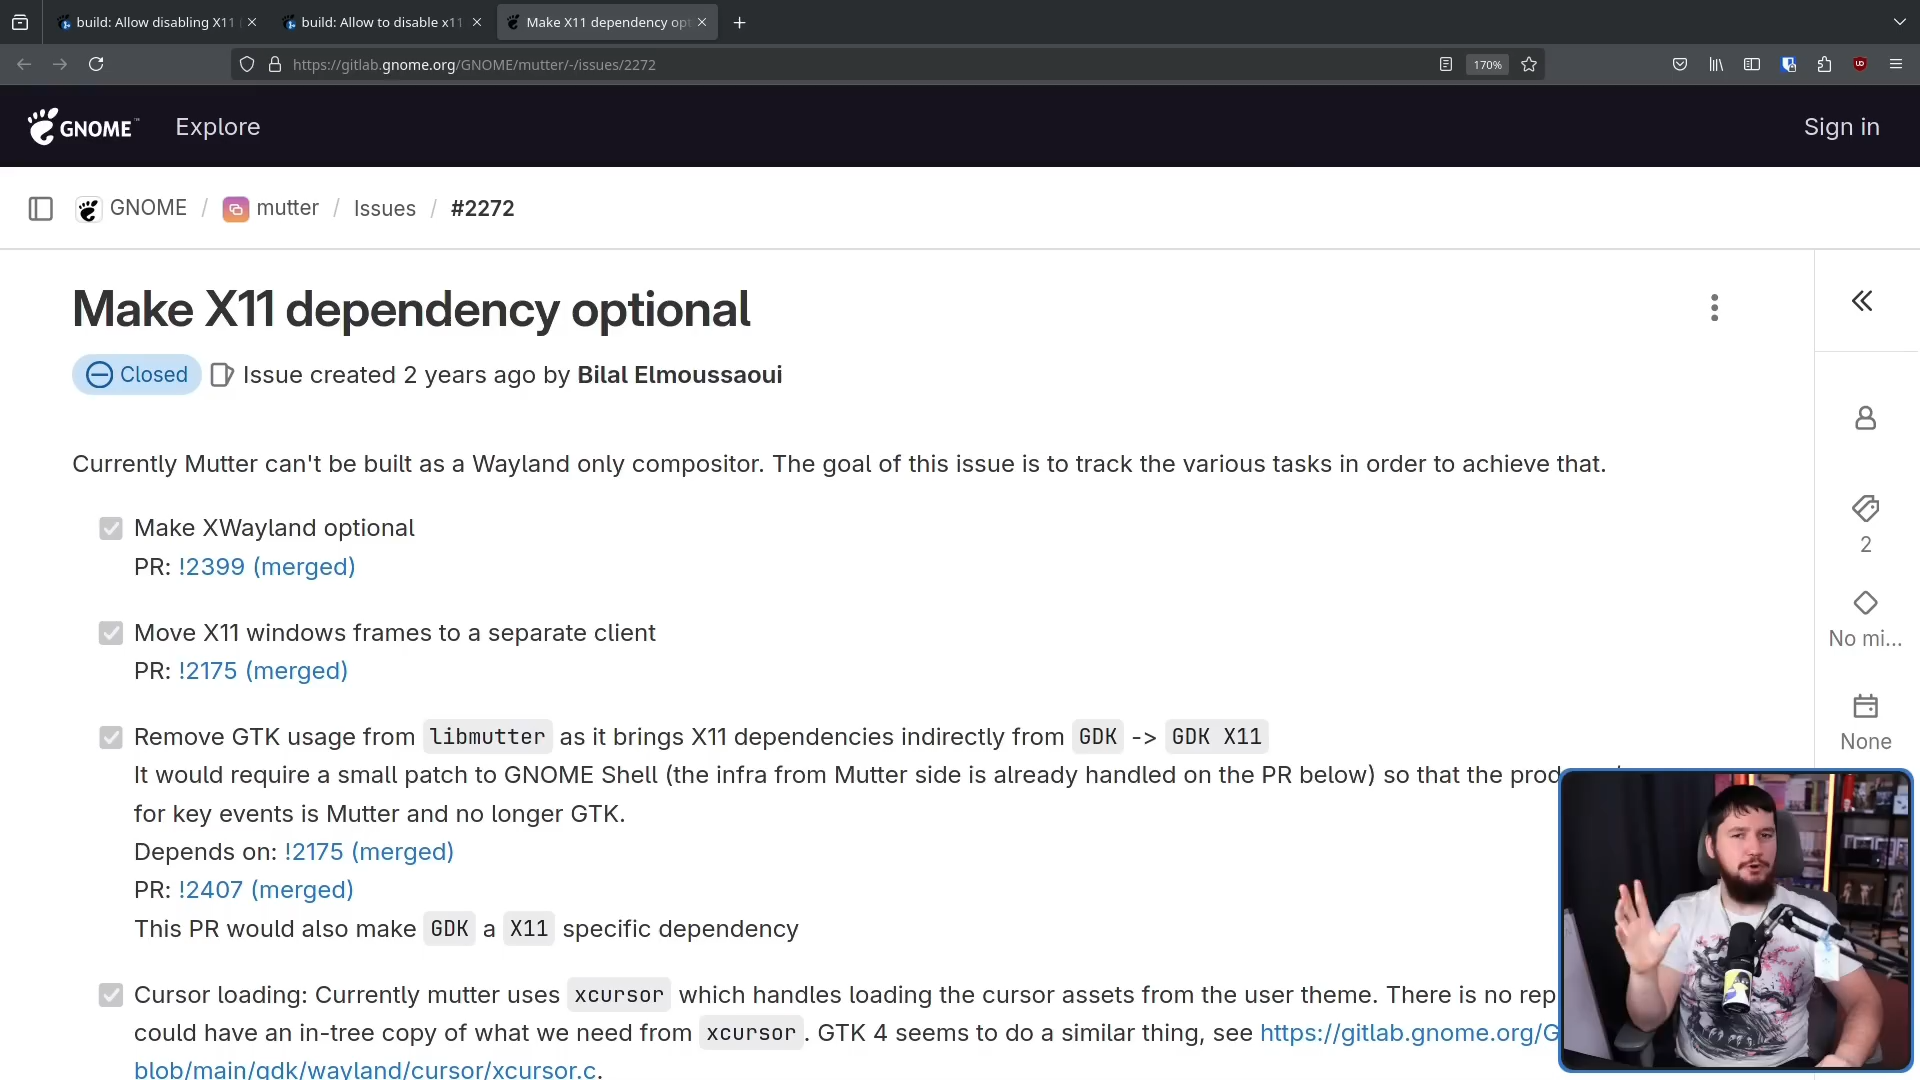 build: Allow disabling X11
build: Allow to disable x11
Make X11 dependency opt
https://gitlab.gnome.org/GNOME/mutter/-/issues/2272
170%
GNOME™
Explore
Sign in
GNOME / mutter / Issues / #2272
Make X11 dependency optional
Closed Issue created 2 years ago by Bilal Elmoussaoui
Currently Mutter can't be built as a Wayland only compositor. The goal of this issue is to track the various tasks in order to achieve that.
Make XWayland optional
PR: !2399 (merged)
Move X11 windows frames to a separate client
PR: !2175 (merged)
Remove GTK usage from libmutter as it brings X11 dependencies indirectly from GDK -> GDK X11
It would require a small patch to GNOME Shell (the infra from Mutter side is already handled on the PR below) so that the prod
for key events is Mutter and no longer GTK.
Depends on: !2175 (merged)
PR: !2407 (merged)
This PR would also make GDK a X11 specific dependency
Cursor loading: Currently mutter uses xcursor which handles loading the cursor assets from the user theme. There is no rep
could have an in-tree copy of what we need from xcursor. GTK 4 seems to do a similar thing, see https://gitlab.gnome.org/G
blob/main/gdk/wayland/cursor/xcursor.c.
2
No mi...
None